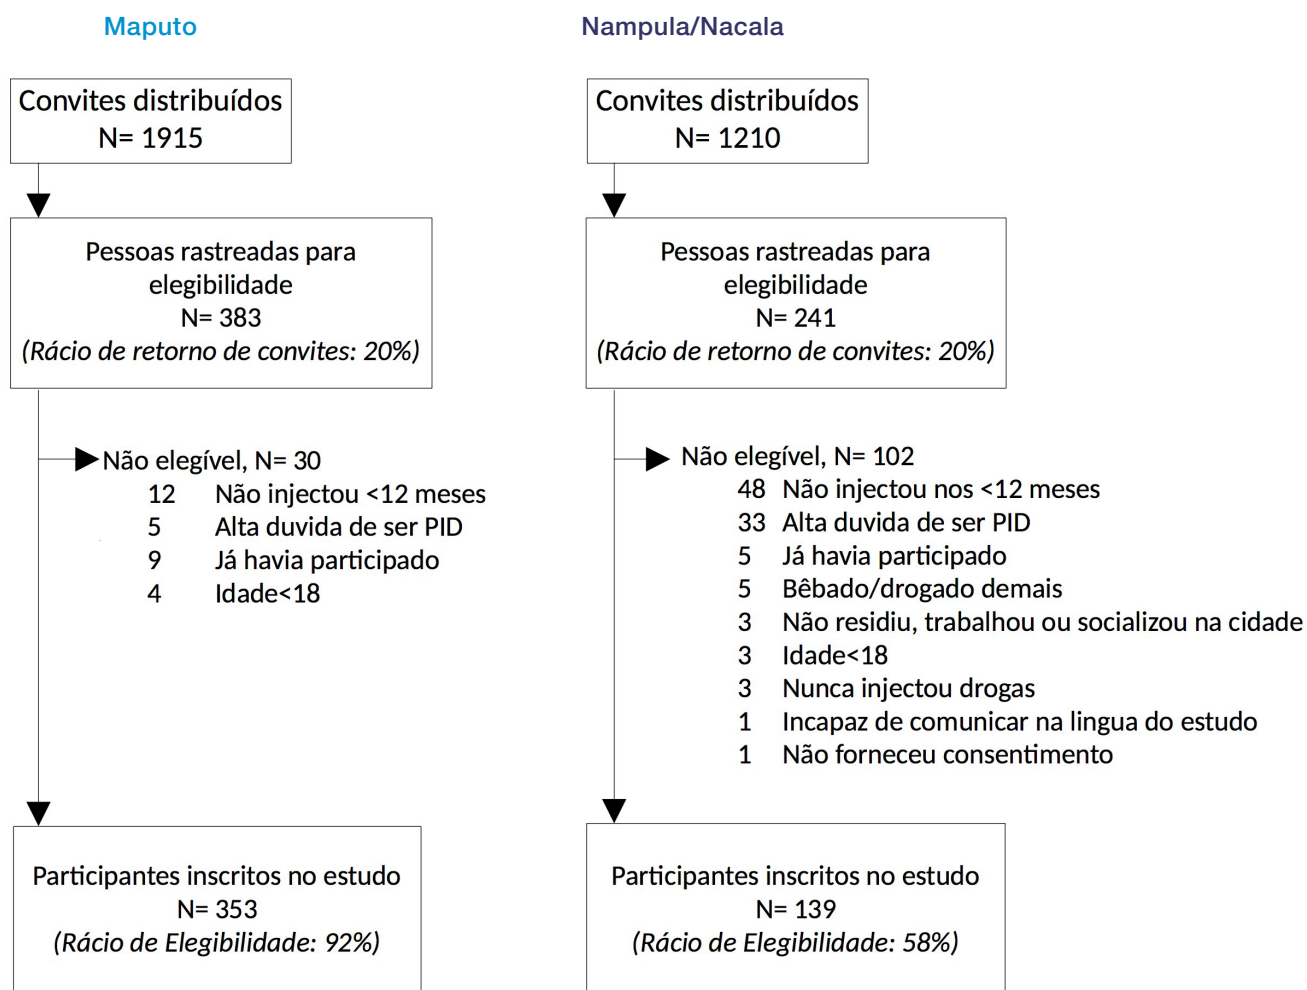 Maputo
Convites distribuídos
N= 1915
Pessoas rastreadas para
elegibilidade
N= 383
(Rácio de retorno de convites: 20%)
Não elegível, N= 30
12 Não injectou <12 meses
5 Alta duvida de ser PID
9 Já havia participado
4 Idade<18
Participantes inscritos no estudo
N= 353
(Rácio de Elegibilidade: 92%)
Nampula/Nacala
Convites distribuídos
N= 1210
Pessoas rastreadas para
elegibilidade
N= 241
(Rácio de retorno de convites: 20%)
Não elegível, N= 102
48 Não injectou nos <12 meses
33 Alta duvida de ser PID
5 Já havia participado
5 Bêbado/drogado demais
3 Não residiu, trabalhou ou socializou na cidade
3 Idade<18
3 Nunca injectou drogas
1 Incapaz de comunicar na lingua do estudo
1 Não forneceu consentimento
Participantes inscritos no estudo
N= 139
(Rácio de Elegibilidade: 58%)